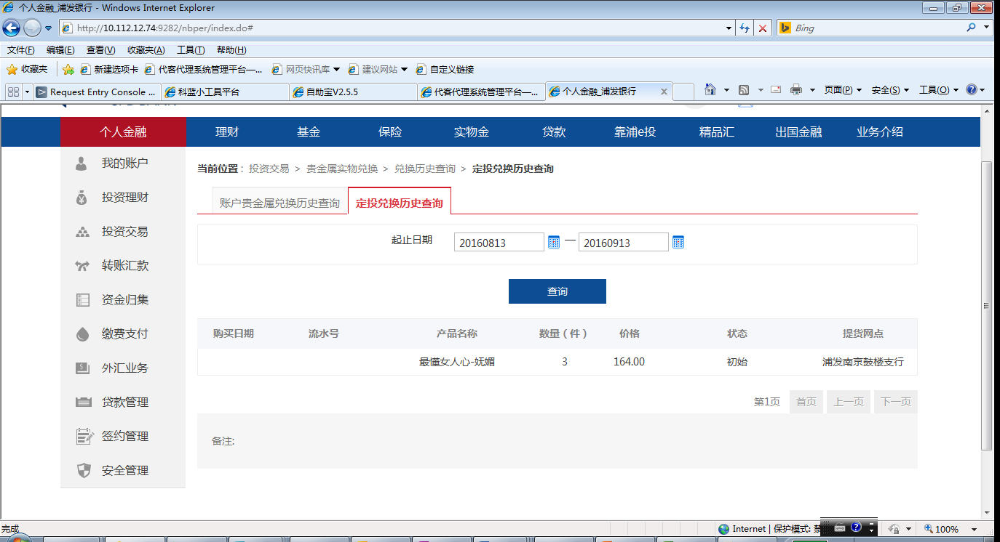 个人金融_浦发银行 - Windows Internet Explorer
http://10.112.12.74:9282/nbper/index.do#
Bing
文件(F) 编辑(E) 查看(V) 收藏夹(A) 工具(T) 帮助(H)
收藏夹 新建选项卡 代客代理系统管理平台—... 网页快讯库 建议网站 自定义链接
Request Entry Console ... 科蓝小工具平台 自助宝V2.5.5 代客代理系统管理平台—... 个人金融_浦发银行 X 页面(P) 安全(S) 工具(O)
个人金融 理财 基金 保险 实物金 贷款 靠浦e投 精品汇 出国金融 业务介绍
我的账户
投资理财
投资交易
转账汇款
资金归集
缴费支付
外汇业务
贷款管理
签约管理
安全管理
当前位置： 投资交易 > 贵金属实物兑换 > 兑换历史查询 > 定投兑换历史查询
账户贵金属兑换历史查询 定投兑换历史查询
起止日期 20160813 — 20160913
查询
购买日期 流水号 产品名称 数量（件） 价格 状态 提货网点
最懂女人心-妩媚 3 164.00 初始 浦发南京鼓楼支行
第1页 首页 上一页 下一页
备注:
完成 Internet | 保护模式: 禁 100%